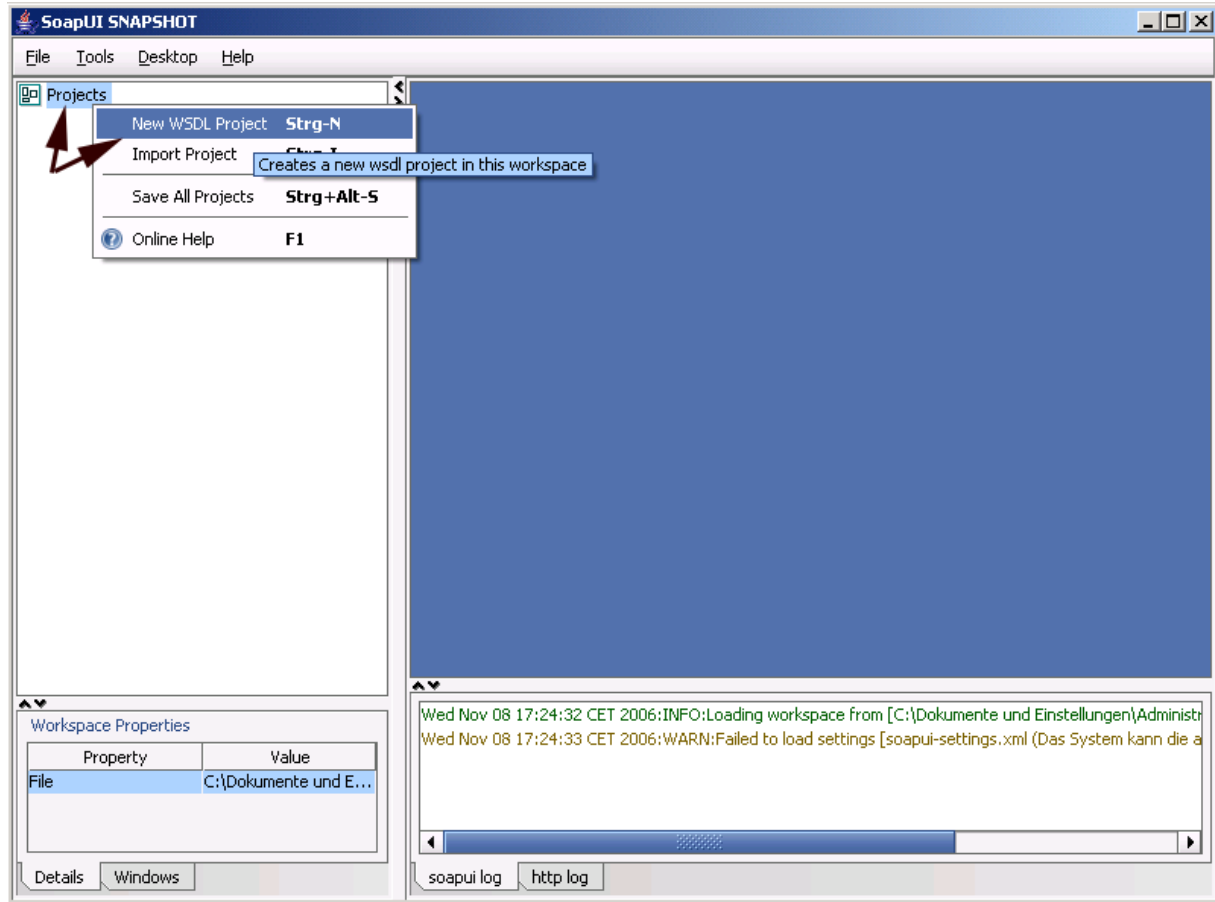 SoapUI SNAPSHOT
File Tools Desktop Help
Projects
New WSDL Project Strg-N
Import Project
Creates a new wsdl project in this workspace
Save All Projects Strg+Alt-S
Online Help F1
Workspace Properties
Property Value
File C:\Dokumente und E...
Details Windows
Wed Nov 08 17:24:32 CET 2006:INFO:Loading workspace from [C:\Dokumente und Einstellungen\Administr
Wed Nov 08 17:24:33 CET 2006:WARN:Failed to load settings [soapui-settings.xml (Das System kann die a
soapui log http log